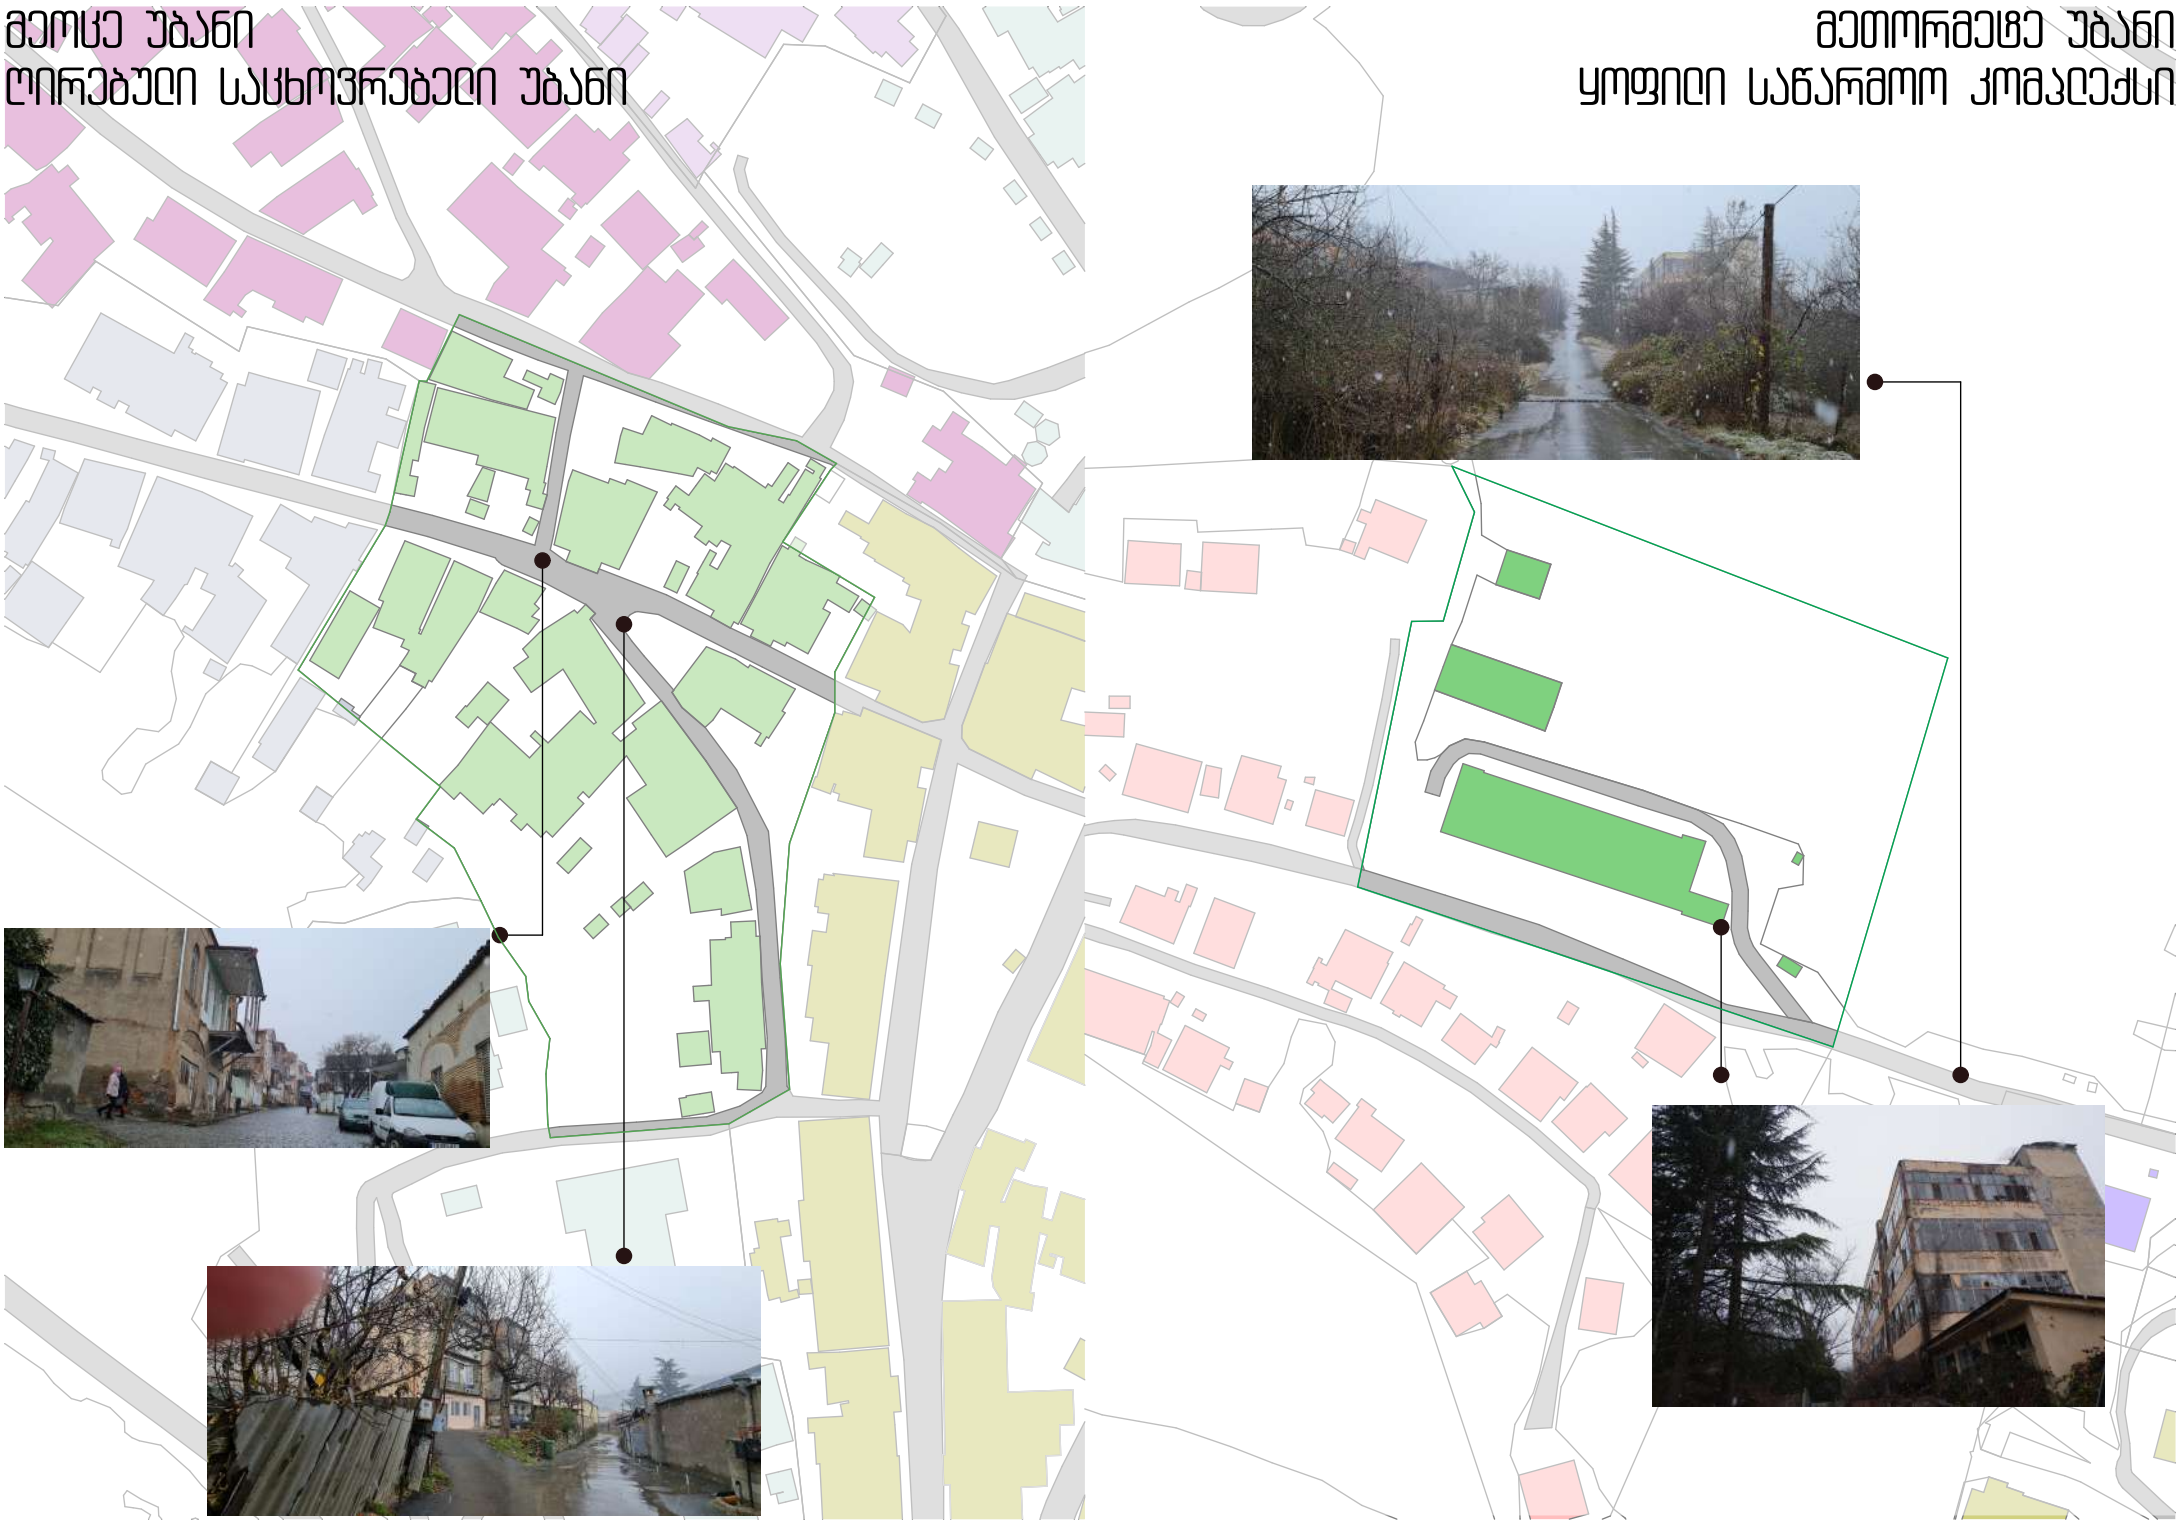 მეოცე უბანი
ღირებული საცხოვრებელი უბანი
მეთორმეტე უბანი
ყოფილი საწარმოო კომპლექსი